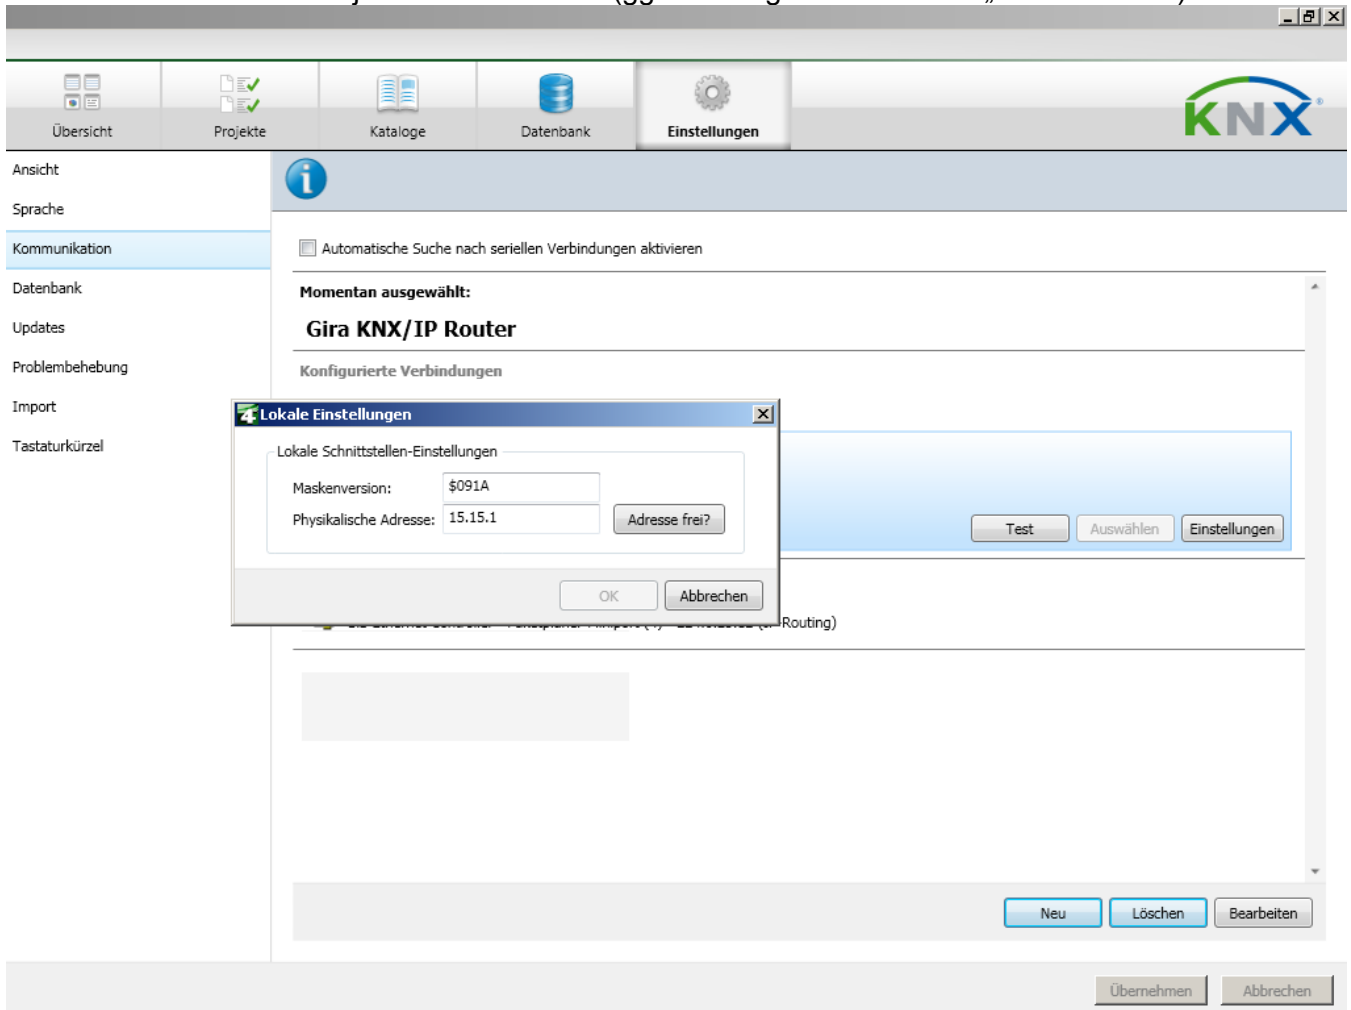 Übersicht
Projekte
Kataloge
Datenbank
Einstellungen
KNX
Ansicht
Sprache
Kommunikation
Datenbank
Updates
Problembehebung
Import
Tastaturkürzel
Automatische Suche nach seriellen Verbindungen aktivieren
Momentan ausgewählt:
Gira KNX/IP Router
Konfigurierte Verbindungen
Lokale Einstellungen
Lokale Schnittstellen-Einstellungen
Maskenversion: $091A
Physikalische Adresse: 15.15.1 Adresse frei?
OK Abbrechen
Test Auswählen Einstellungen
Routing)
Neu Löschen Bearbeiten
Übernehmen Abbrechen